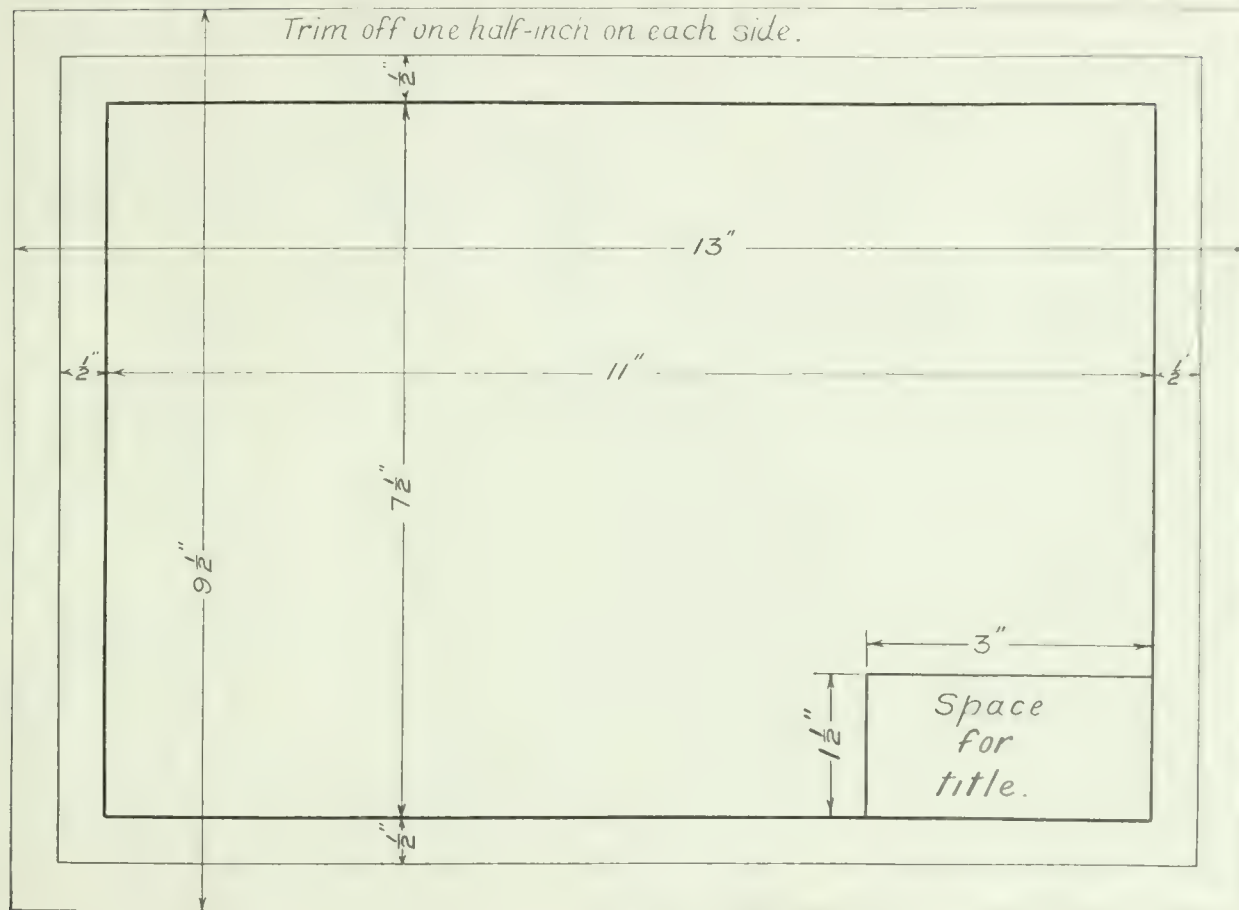 Trim off one half-inch on each side.
1/2"
13"
1/2"
11"
1/2"
7 1/2"
9 1/2"
3"
1 1/2"
Space
for
title.
1/2"